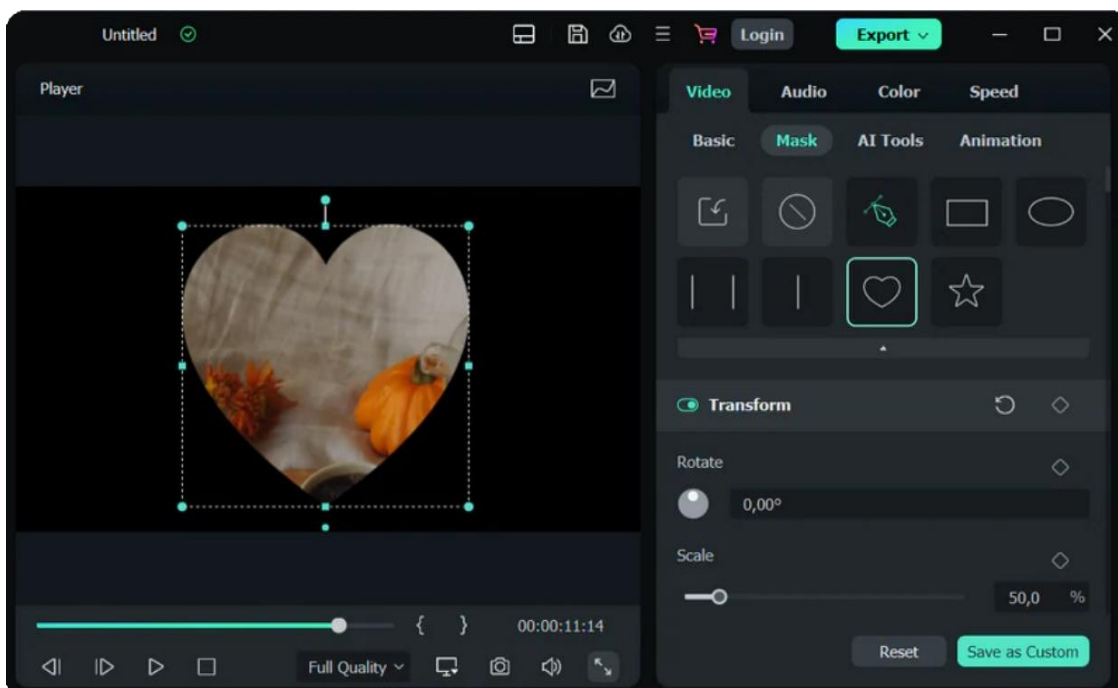 Untitled
Login
Export
Player
Video Audio Color Speed
Basic Mask AI Tools Animation
Transform
Rotate
0,00º
Scale
50,0 %
{ } 00:00:11:14
Full Quality
Reset Save as Custom